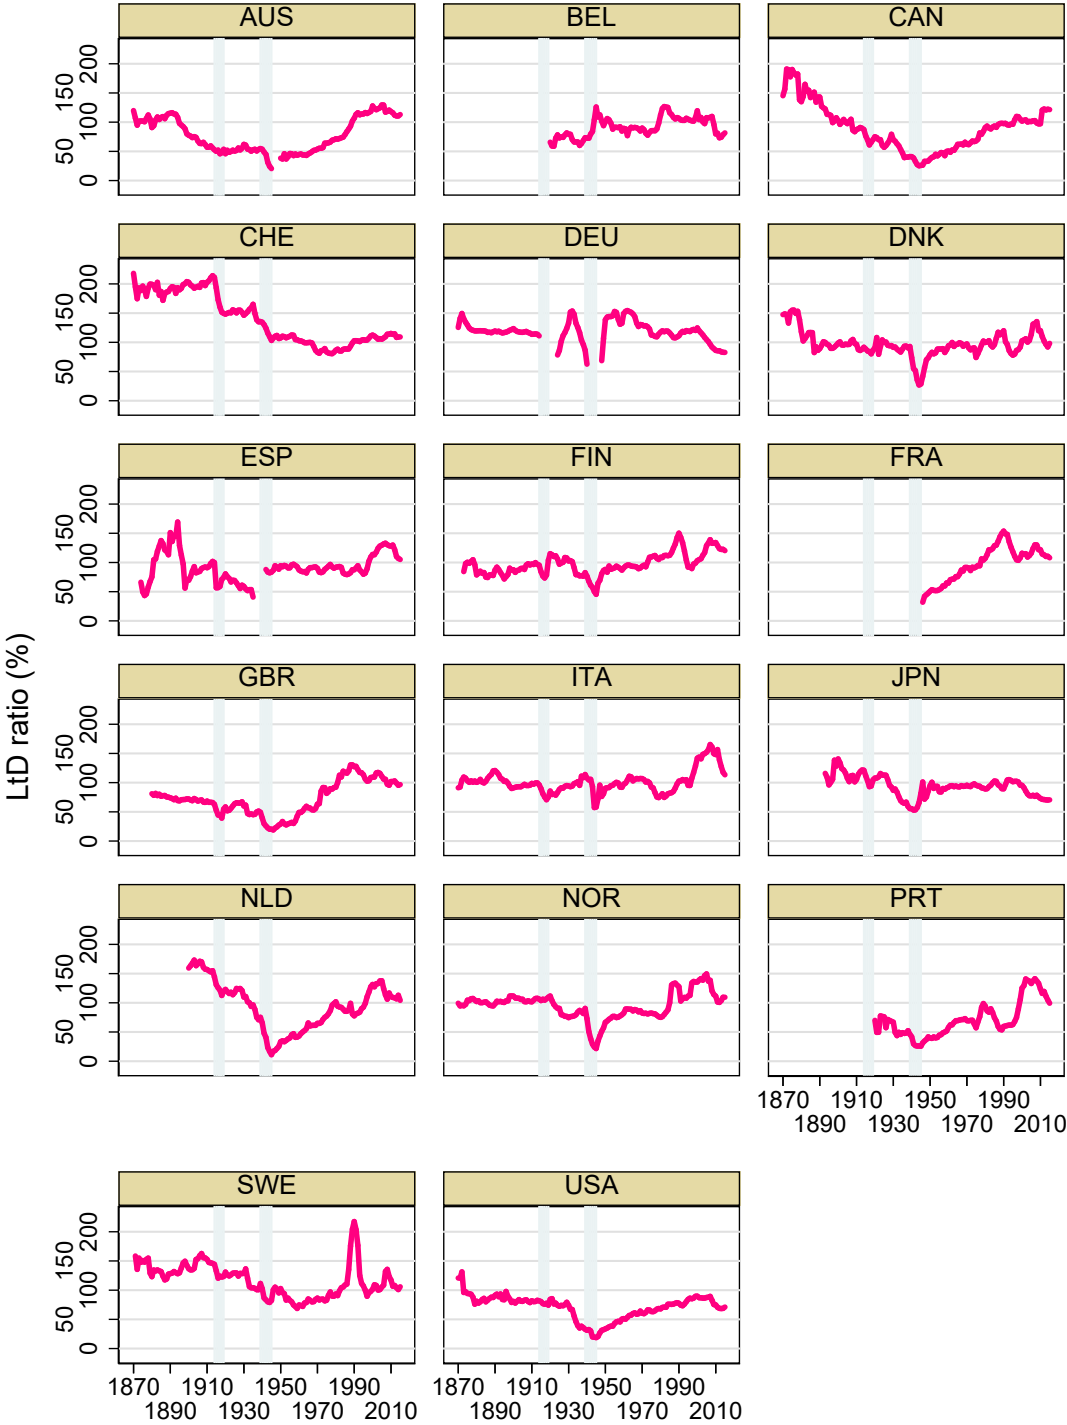 AUS BEL CAN
0 50 100 150 200
CHE DEU DNK
0 50 100 150 200
ESP FIN FRA
0 50 100 150 200
LtD ratio (%)
GBR ITA JPN
0 50 100 150 200
NLD NOR PRT
0 50 100 150 200
1870 1910 1950 1990
1890 1930 1970 2010
SWE USA
0 50 100 150 200
1870 1910 1950 1990 1870 1910 1950 1990
1890 1930 1970 2010 1890 1930 1970 2010